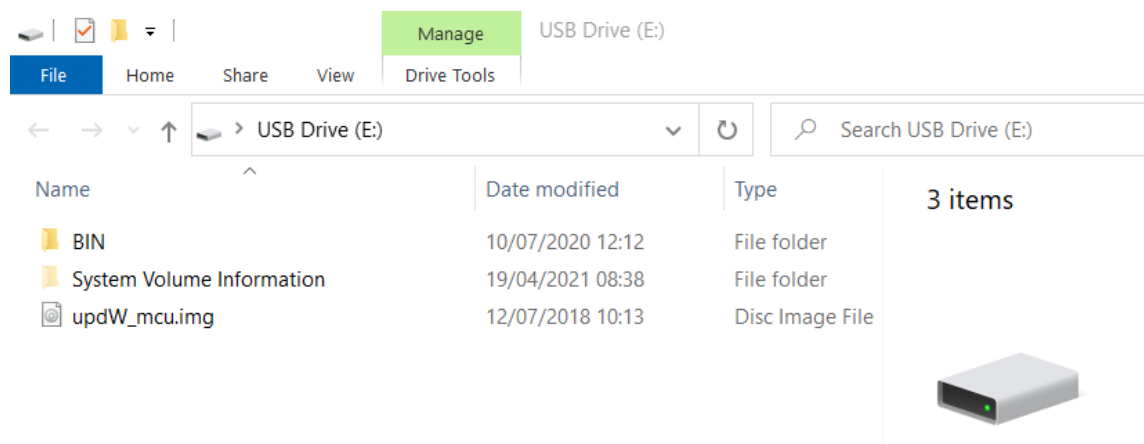 Manage USB Drive (E:)
File Home Share View Drive Tools
USB Drive (E:) Search USB Drive (E:)
Name Date modified Type
3 items
BIN 10/07/2020 12:12 File folder
System Volume Information 19/04/2021 08:38 File folder
updW_mcu.img 12/07/2018 10:13 Disc Image File